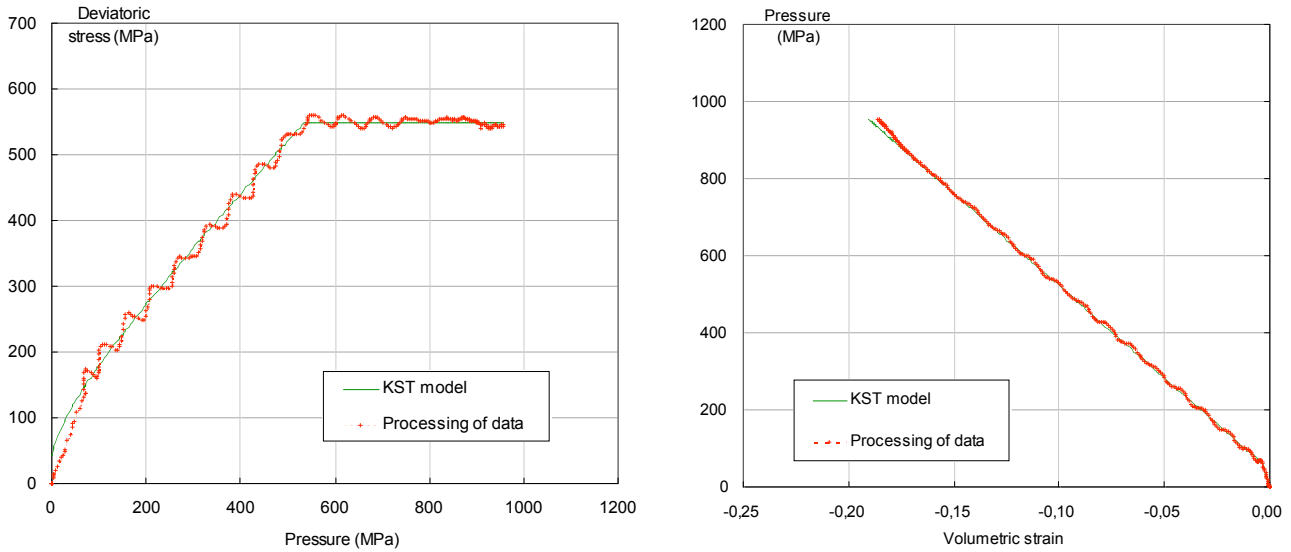 Deviatoric
stress (MPa)
700
600
500
400
300
200
100
0
0
200
400
600
800
1000
1200
Pressure (MPa)
KST model
Processing of data
Pressure
(MPa)
1200
1000
800
600
400
200
0
-0,25
-0,20
-0,15
-0,10
-0,05
0,00
Volumetric strain
KST model
Processing of data